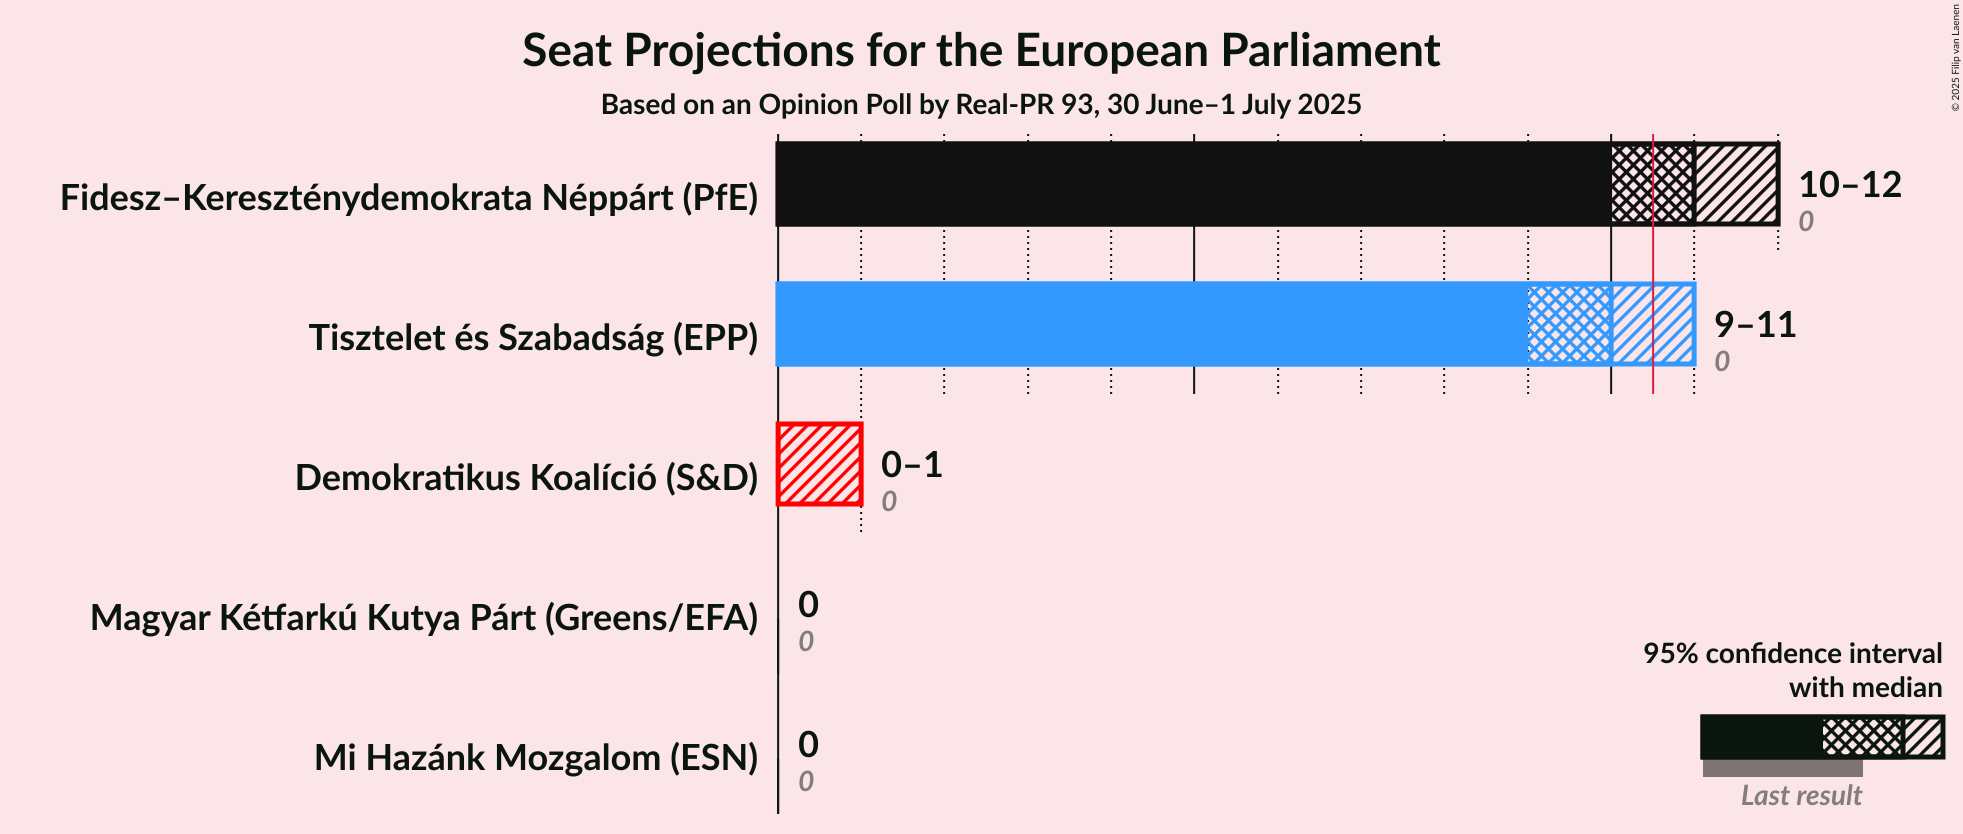 Seat Projections for the European Parliament
Based on an Opinion Poll by Real-PR 93, 30 June–1 July 2025
© 2025 Filip van Laenen
Fidesz–Kereszténydemokrata Néppárt (PfE)
10–12
0
Tisztelet és Szabadság (EPP)
9–11
0
Demokratikus Koalíció (S&D)
0–1
0
Magyar Kétfarkú Kutya Párt (Greens/EFA)
0
0
Mi Hazánk Mozgalom (ESN)
0
0
95% confidence interval
with median
Last result